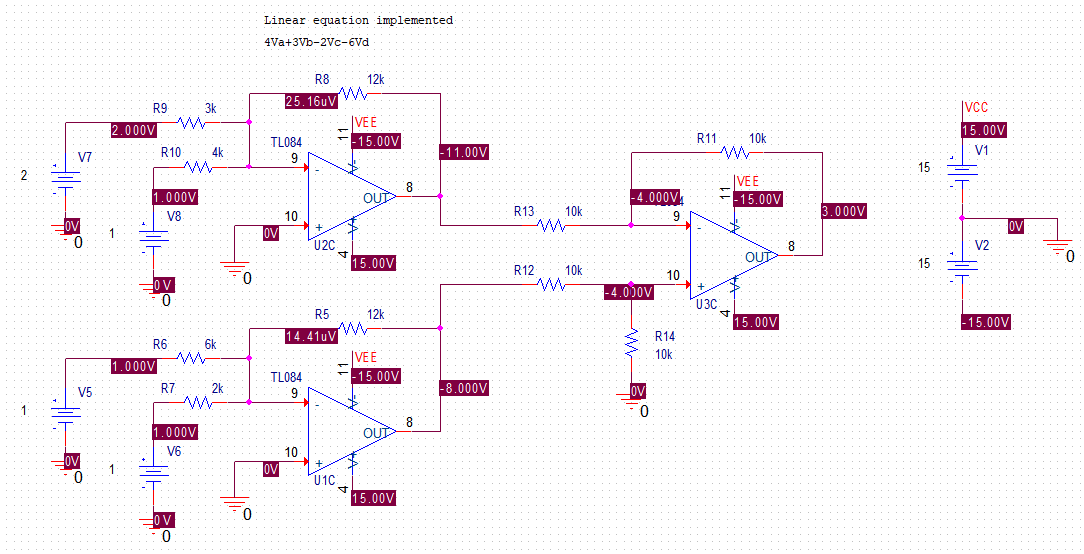 Linear equation implemented
4Va+3Vb-2Vc-6Vd
R8 12k
25.16uV
R9 3k
2.000V
VEE
11
-15.00V
-11.00V
TL084
R10 4k
9
-
V-
V7
2
1.000V
OUT
8
10
+
V+
V8
1
0V
0
0V
U2C
4
15.00V
0
0V
0
R11 10k
VEE
11
-15.00V
-4.000V
9
-
V-
3.000V
R13 10k
OUT
8
R12 10k
10
+
V+
-4.000V
U3C
4
15.00V
R14
10k
0V
0
VCC
15.00V
V1
15
0V
0
V2
15
-15.00V
R5 12k
14.41uV
R6 6k
1.000V
VEE
11
-15.00V
-8.000V
TL084
R7 2k
9
-
V-
V5
1
1.000V
OUT
8
10
+
V+
V6
1
0V
0
0V
U1C
4
15.00V
0
0V
0